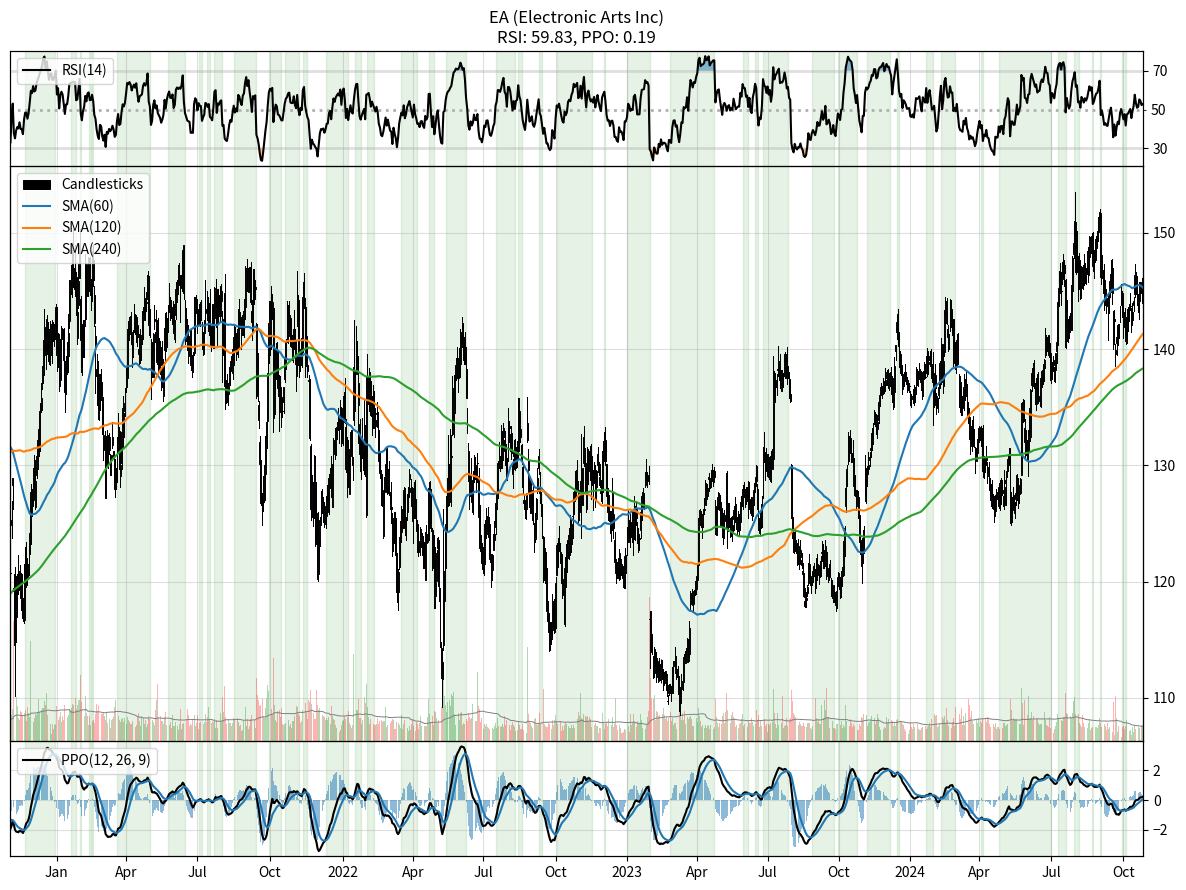 EA (Electronic Arts Inc)
RSI: 59.83, PPO: 0.19
RSI(14)
70
50
30
Candlesticks
SMA(60)
SMA(120)
SMA(240)
150
140
130
120
110
PPO(12, 26, 9)
2
0
−2
Jan Apr Jul Oct 2022 Apr Jul Oct 2023 Apr Jul Oct 2024 Apr Jul Oct